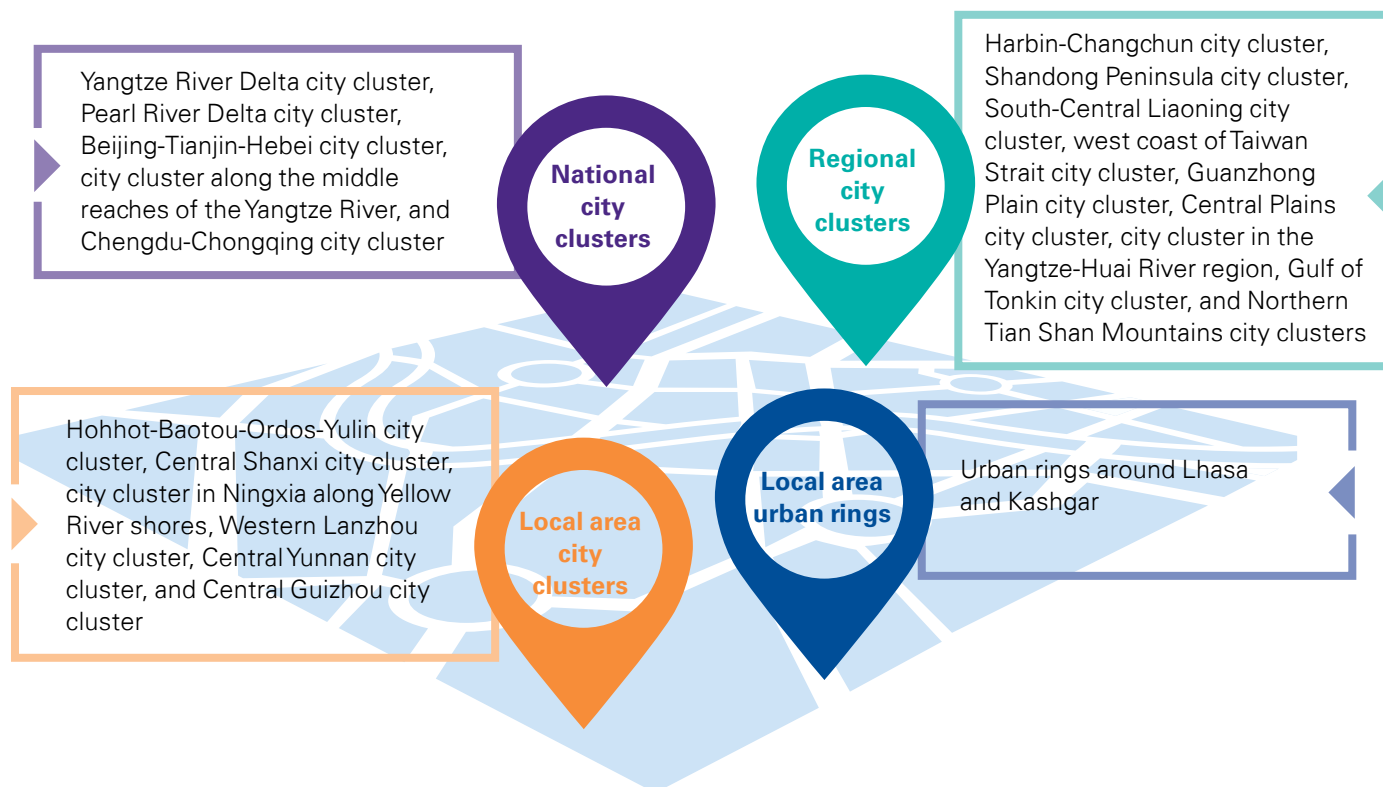 Yangtze River Delta city cluster,
Pearl River Delta city cluster,
Beijing-Tianjin-Hebei city cluster,
city cluster along the middle
reaches of the Yangtze River, and
Chengdu-Chongqing city cluster
National
city
clusters
Regional
city
clusters
Harbin-Changchun city cluster,
Shandong Peninsula city cluster,
South-Central Liaoning city
cluster, west coast of Taiwan
Strait city cluster, Guanzhong
Plain city cluster, Central Plains
city cluster, city cluster in the
Yangtze-Huai River region, Gulf of
Tonkin city cluster, and Northern
Tian Shan Mountains city clusters
Hohhot-Baotou-Ordos-Yulin city
cluster, Central Shanxi city cluster,
city cluster in Ningxia along Yellow
River shores, Western Lanzhou
city cluster, Central Yunnan city
cluster, and Central Guizhou city
cluster
Local area
city
clusters
Local area
urban rings
Urban rings around Lhasa
and Kashgar